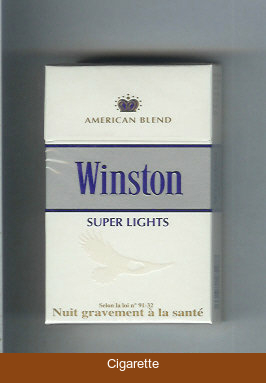 AMERICAN BLEND
Winston
SUPER LIGHTS
Selon la loi n° 91-32
Nuit gravement à la santé
Cigarette